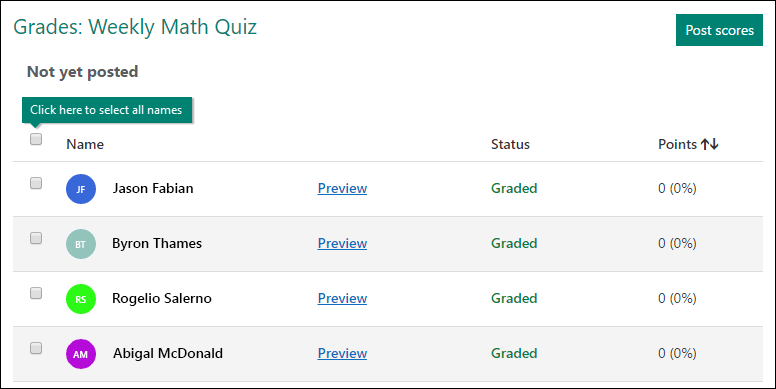 Grades: Weekly Math Quiz
Post scores
Not yet posted
Click here to select all names
Name Status Points
JF Jason Fabian Preview Graded 0 (0%)
BT Byron Thames Preview Graded 0 (0%)
RS Rogelio Salerno Preview Graded 0 (0%)
AM Abigal McDonald Preview Graded 0 (0%)